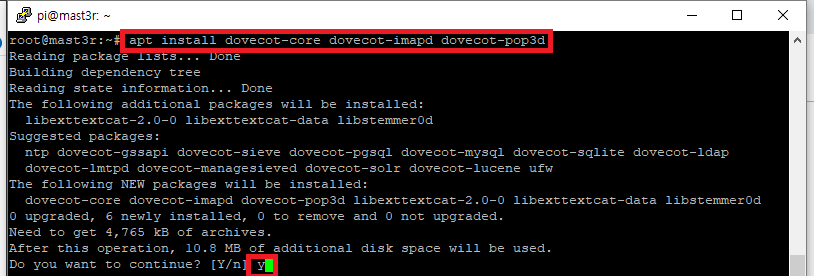 pi@mast3r: ~
root@mast3r:~# apt install dovecot-core dovecot-imapd dovecot-pop3d
Reading package lists... Done
Building dependency tree
Reading state information... Done
The following additional packages will be installed:
  libexttextcat-2.0-0 libexttextcat-data libstemmer0d
Suggested packages:
  ntp dovecot-gssapi dovecot-sieve dovecot-pgsql dovecot-mysql dovecot-sqlite dovecot-ldap
  dovecot-lmtpd dovecot-managesieved dovecot-solr dovecot-lucene ufw
The following NEW packages will be installed:
  dovecot-core dovecot-imapd dovecot-pop3d libexttextcat-2.0-0 libexttextcat-data libstemmer0d
0 upgraded, 6 newly installed, 0 to remove and 0 not upgraded.
Need to get 4,765 kB of archives.
After this operation, 10.8 MB of additional disk space will be used.
Do you want to continue? [Y/n] y